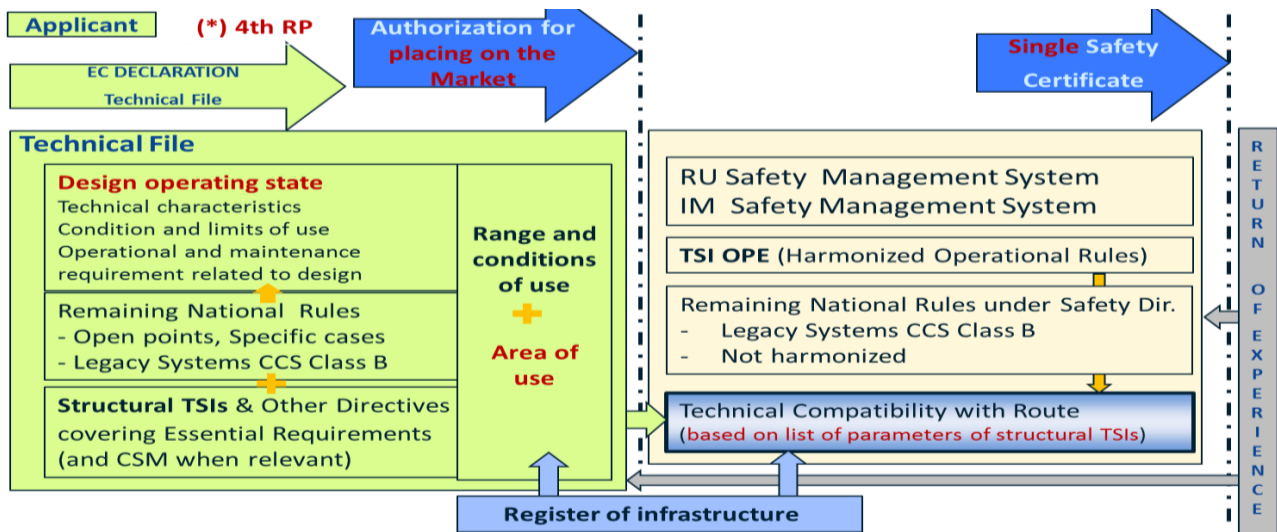 Applicant
(*) 4th RP
EC DECLARATION
Technical File
Authorization for
placing on the
Market
Single Safety
Certificate
Technical File
Design operating state
Technical characteristics
Condition and limits of use
Operational and maintenance
requirement related to design
Remaining National Rules
- Open points, Specific cases
- Legacy Systems CCS Class B
Structural TSIs & Other Directives
covering Essential Requirements
(and CSM when relevant)
Range and
conditions
of use
Area of
use
RU Safety Management System
IM Safety Management System
TSI OPE (Harmonized Operational Rules)
Remaining National Rules under Safety Dir.
- Legacy Systems CCS Class B
- Not harmonized
Technical Compatibility with Route
(based on list of parameters of structural TSIs)
Register of infrastructure
RETURN OF EXPERIENCE